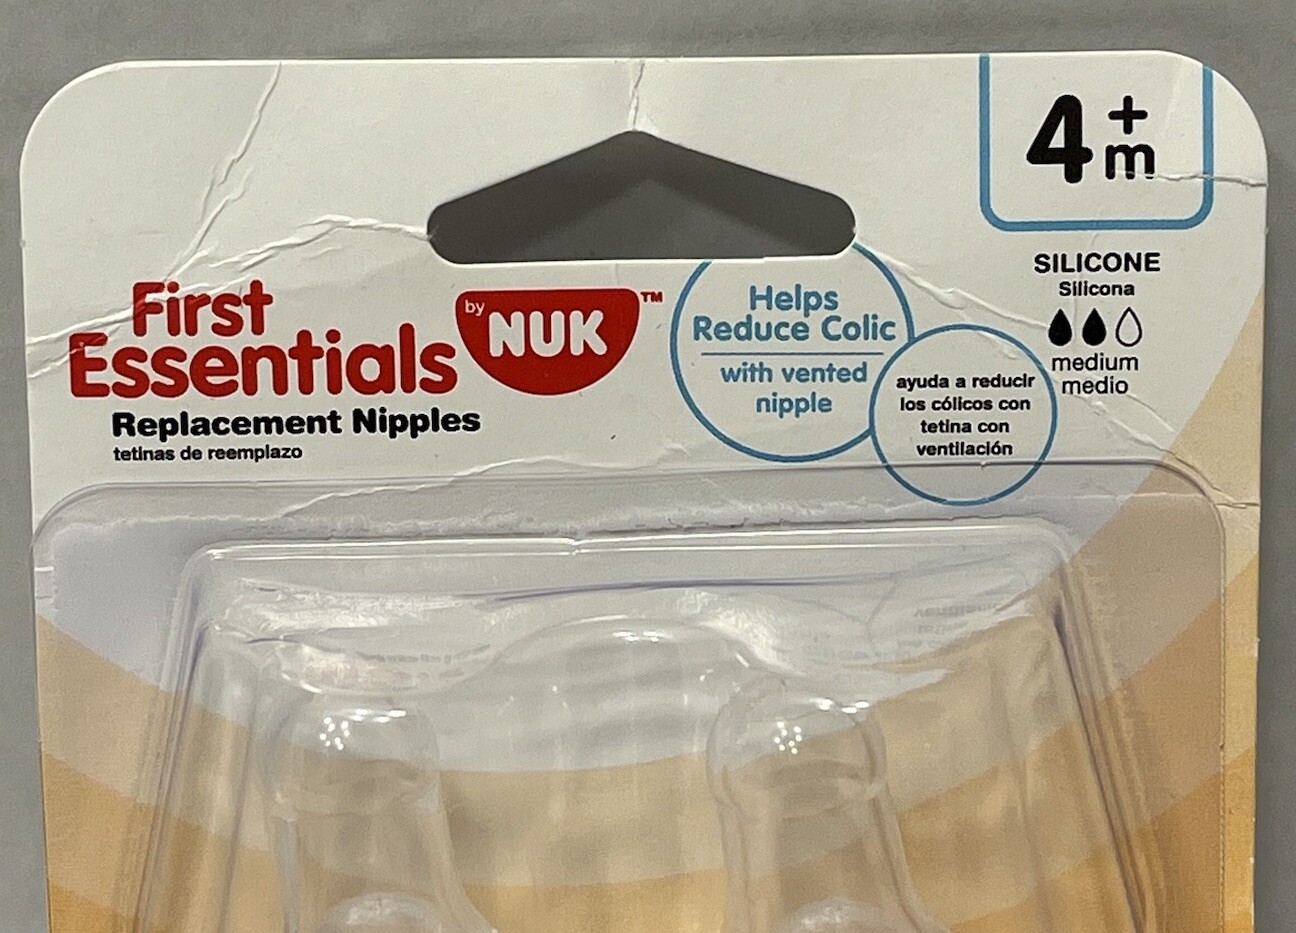 4+m
SILICONE
Silicona
medium
medio
First
Essentials
by NUK™
Replacement Nipples
tetinas de reemplazo
Helps
Reduce Colic
with vented
nipple
ayuda a reducir
los cólicos con
tetina con
ventilación